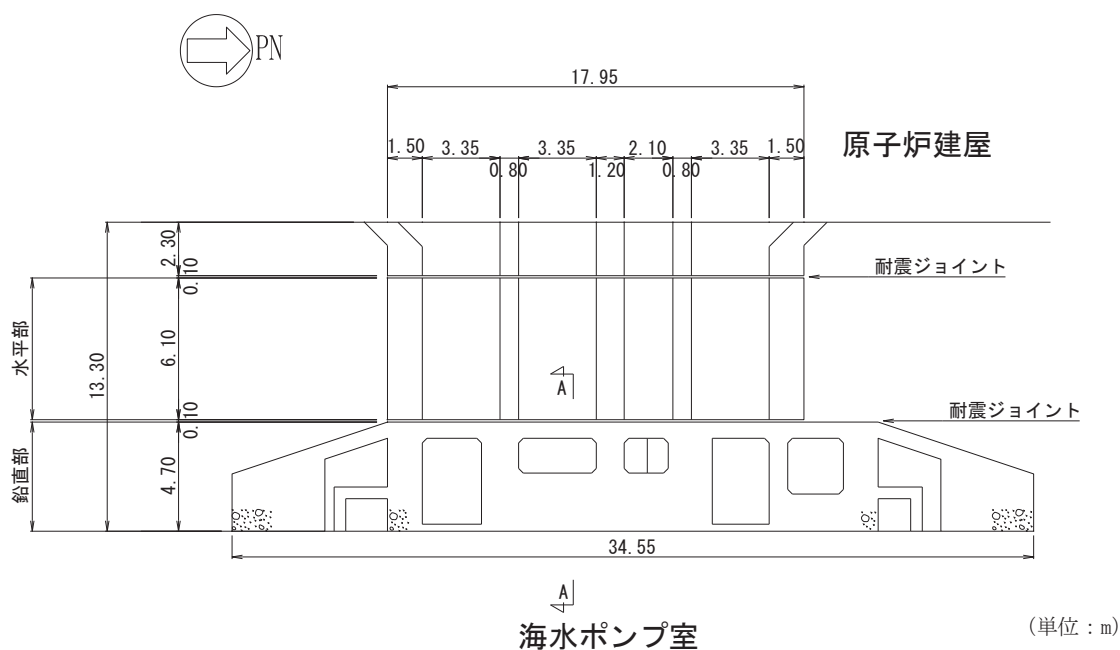 PN
17.95
1.50
3.35
0.80
3.35
1.20
2.10
0.80
3.35
1.50
原子炉建屋
2.30
0.10
耐震ジョイント
水平部
13.30
6.10
A
0.10
耐震ジョイント
鉛直部
4.70
34.55
A
海水ポンプ室
(単位：m)